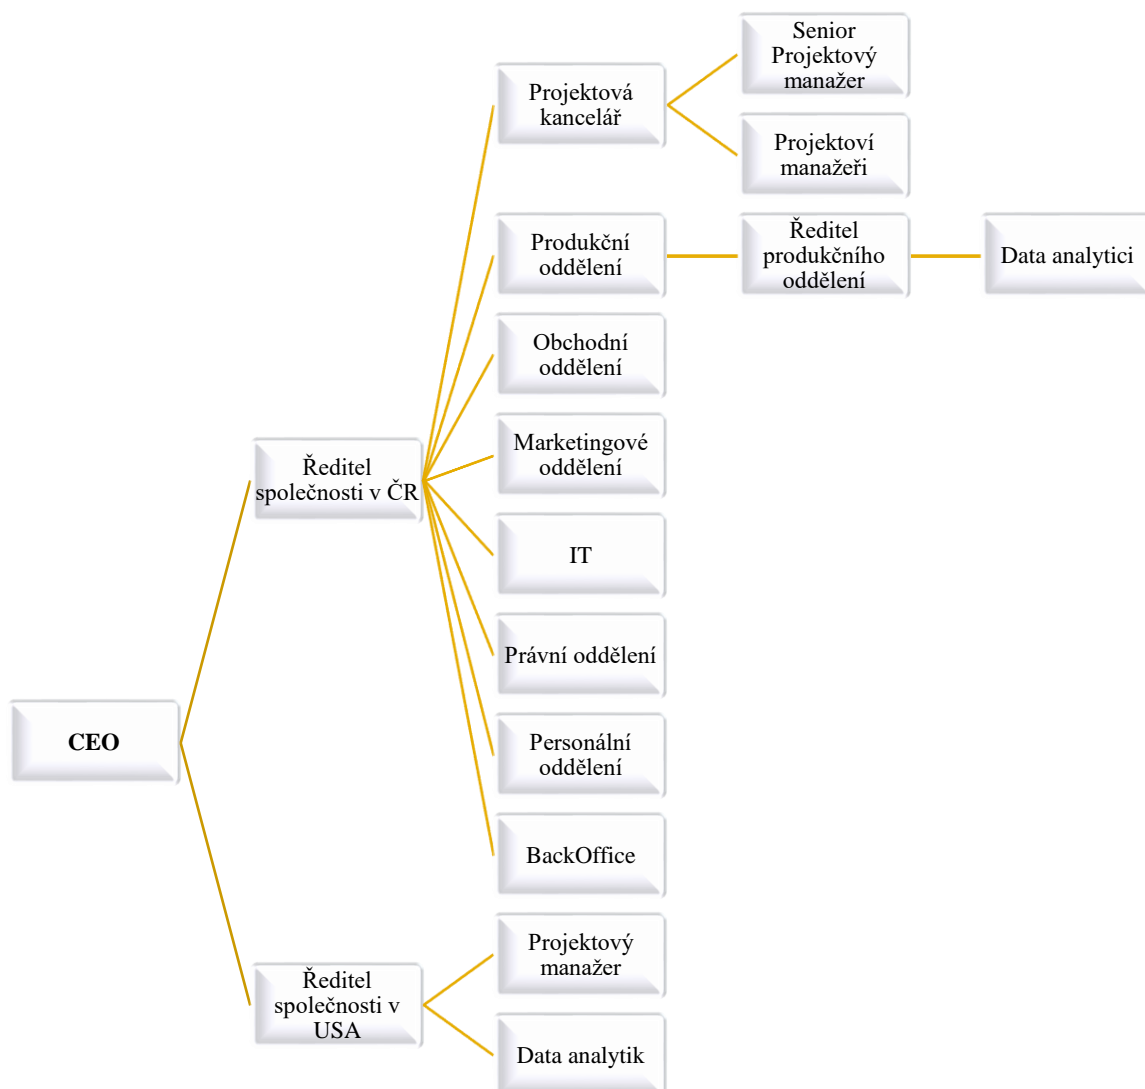 Senior
Projektový
manažer
Projektová
kancelář
Projektoví
manažeři
Produkční
oddělení
Ředitel
produkčního
oddělení
Data analytici
Obchodní
oddělení
Marketingové
oddělení
Ředitel
společnosti v ČR
IT
Právní oddělení
CEO
Personální
oddělení
BackOffice
Projektový
manažer
Ředitel
společnosti v
USA
Data analytik